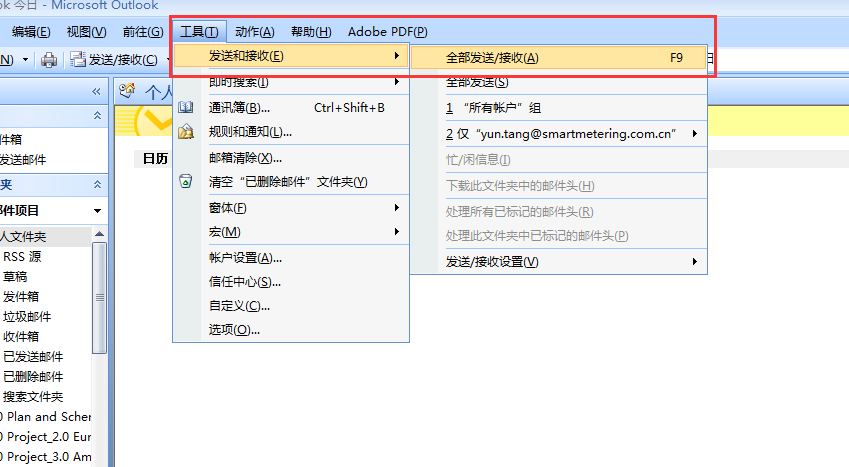 ok 今日 - Microsoft Outlook
编辑(E) 视图(V) 前往(G) 工具(T) 动作(A) 帮助(H) Adobe PDF(P)
N) 发送/接收(C)
发送和接收(E)
全部发送/接收(A) F9
个人
即时搜索(I)
全部发送(S)
通讯簿(B)... Ctrl+Shift+B
1 “所有帐户”组
件箱
规则和通知(L)...
2 仅“yun.tang@smartmetering.com.cn”
发送邮件
日历
邮箱清除(X)...
忙/闲信息(I)
夹
清空“已删除邮件”文件夹(Y)
下载此文件夹中的邮件头(H)
件项目
窗体(F)
处理所有已标记的邮件头(R)
人文件夹
宏(M)
处理此文件夹中已标记的邮件头(P)
RSS 源
帐户设置(A)...
发送/接收设置(V)
草稿
信任中心(S)...
发件箱
自定义(C)...
垃圾邮件
选项(O)...
收件箱
已发送邮件
已删除邮件
搜索文件夹
0 Plan and Scher
0 Project_2.0 Eur
0 Project_3.0 Am